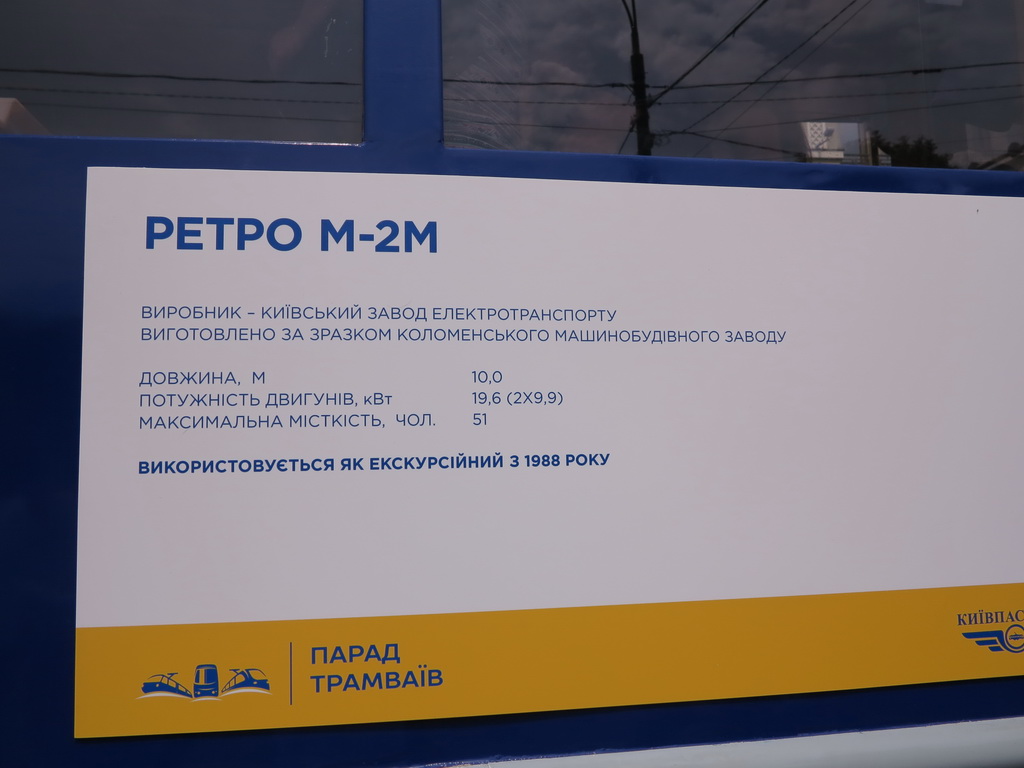 РЕТРО М-2М
ВИРОБНИК – КИЇВСЬКИЙ ЗАВОД ЕЛЕКТРОТРАНСПОРТУ
ВИГОТОВЛЕНО ЗА ЗРАЗКОМ КОЛОМЕНСЬКОГО МАШИНОБУДІВНОГО ЗАВОДУ
ДОВЖИНА, М 10,0
ПОТУЖНІСТЬ ДВИГУНІВ, кВт 19,6 (2Х9,9)
МАКСИМАЛЬНА МІСТКІСТЬ, ЧОЛ. 51
ВИКОРИСТОВУЄТЬСЯ ЯК ЕКСКУРСІЙНИЙ З 1988 РОКУ
ПАРАД
ТРАМВАЇВ